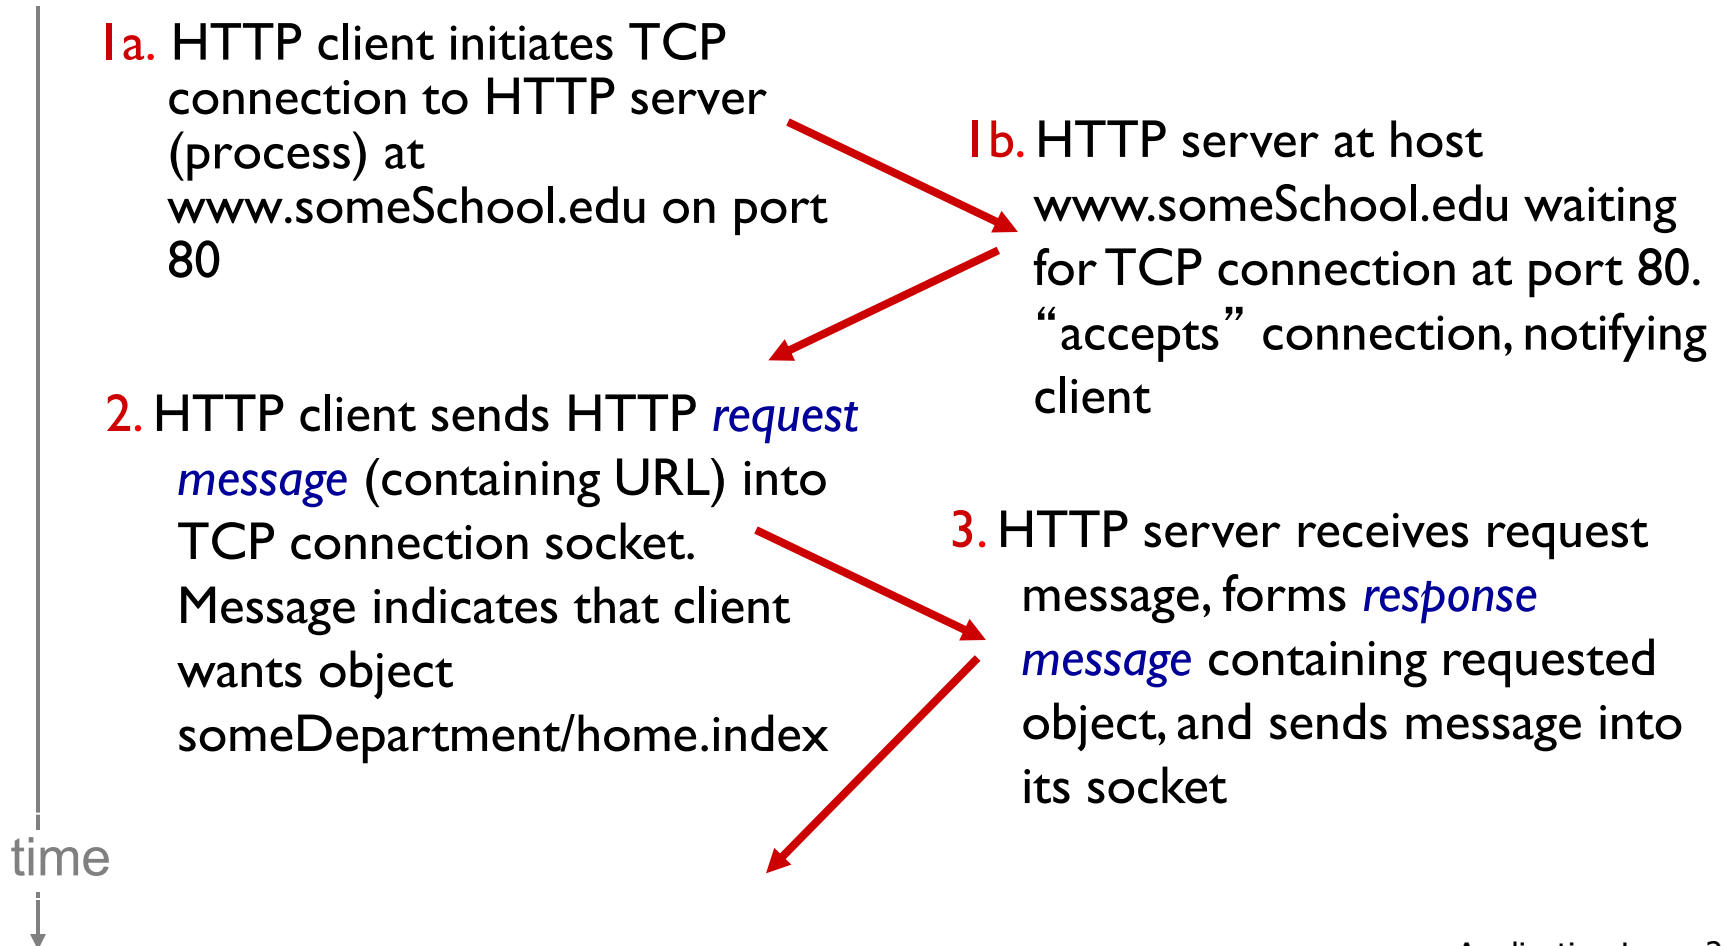 1a. HTTP client initiates TCP
connection to HTTP server
(process) at
www.someSchool.edu on port
80
1b. HTTP server at host
www.someSchool.edu waiting
for TCP connection at port 80.
“accepts” connection, notifying
client
2. HTTP client sends HTTP request
message (containing URL) into
TCP connection socket.
Message indicates that client
wants object
someDepartment/home.index
3. HTTP server receives request
message, forms response
message containing requested
object, and sends message into
its socket
time